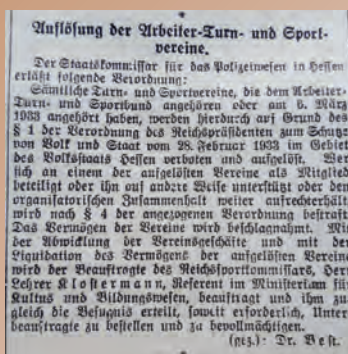 Auflösung der Arbeiter-Turn- und Sport-
vereine.
Der Staatskommissar für das Polizeiwesen in Hessen
erläßt folgende Verordnung:
Sämtliche Turn- und Sportvereine, die dem Arbeiter-
Turn- und Sportbund angehören oder am 6. März
1933 angehört haben, werden hierdurch auf Grund des
§ 1 der Verordnung des Reichspräsidenten zum Schutz
von Volk und Staat vom 28. Februar 1933 im Gebiet
des Volksstaats Hessen verboten und aufgelöst. Wer
sich an einem der aufgelösten Vereine als Mitglied
beteiligt oder ihn auf andere Weise unterstützt oder den
organisatorischen Zusammenhalt weiter aufrechterhält
wird nach § 4 der angezogenen Verordnung bestraft
Das Vermögen der Vereine wird beschlagnahmt. Mit
der Abwicklung der Vereinsgeschäfte und mit der
Liquidation des Vermögens der aufgelösten Vereine
wird der Beauftragte des Reichssportkommissars, Herr
Lehrer Klostermann, Referent im Ministerium für
Kultus und Bildungswesen, beauftragt und ihm zu-
gleich die Befugnis erteilt, soweit erforderlich, Unter
beauftragte zu bestellen und zu bevollmächtigen.
(gez.): Dr. Best.